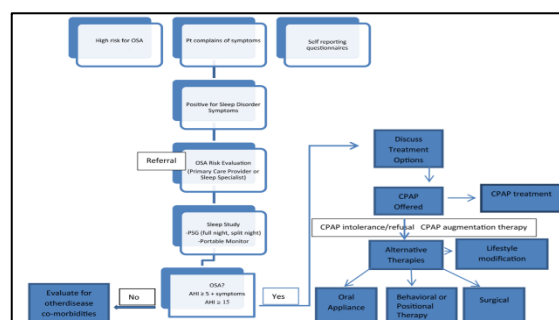 High risk for OSA
Pt complains of symptoms
Self reporting
questionnaires
Positive for Sleep Disorder
Symptoms
Referral
OSA Risk Evaluation
(Primary Care Provider or
Sleep Specialist)
Sleep Study
-PSG (full night, split night)
-Portable Monitor
OSA?
AHI ≥ 5 + symptoms
AHI ≥ 15
No
Yes
Evaluate for
otherdisease
co-morbidities
Discuss
Treatment
Options
CPAP
Offered
CPAP treatment
CPAP intolerance/refusal CPAP augmentation therapy
Alternative
Therapies
Lifestyle
modification
Oral
Appliance
Behavioral or
Positional
Therapy
Surgical